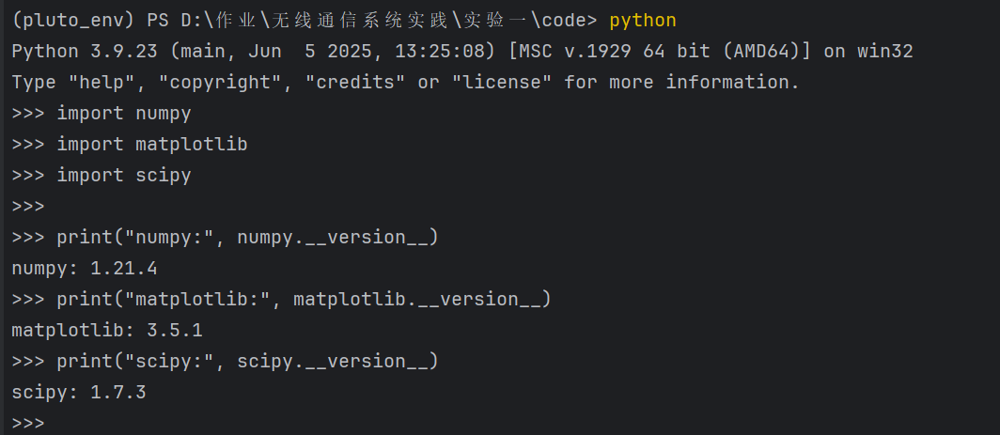 (pluto_env) PS D:\作业\无线通信系统实践\实验一\code> python
Python 3.9.23 (main, Jun  5 2025, 13:25:08) [MSC v.1929 64 bit (AMD64)] on win32
Type "help", "copyright", "credits" or "license" for more information.
>>> import numpy
>>> import matplotlib
>>> import scipy
>>>
>>> print("numpy:", numpy.__version__)
numpy: 1.21.4
>>> print("matplotlib:", matplotlib.__version__)
matplotlib: 3.5.1
>>> print("scipy:", scipy.__version__)
scipy: 1.7.3
>>>